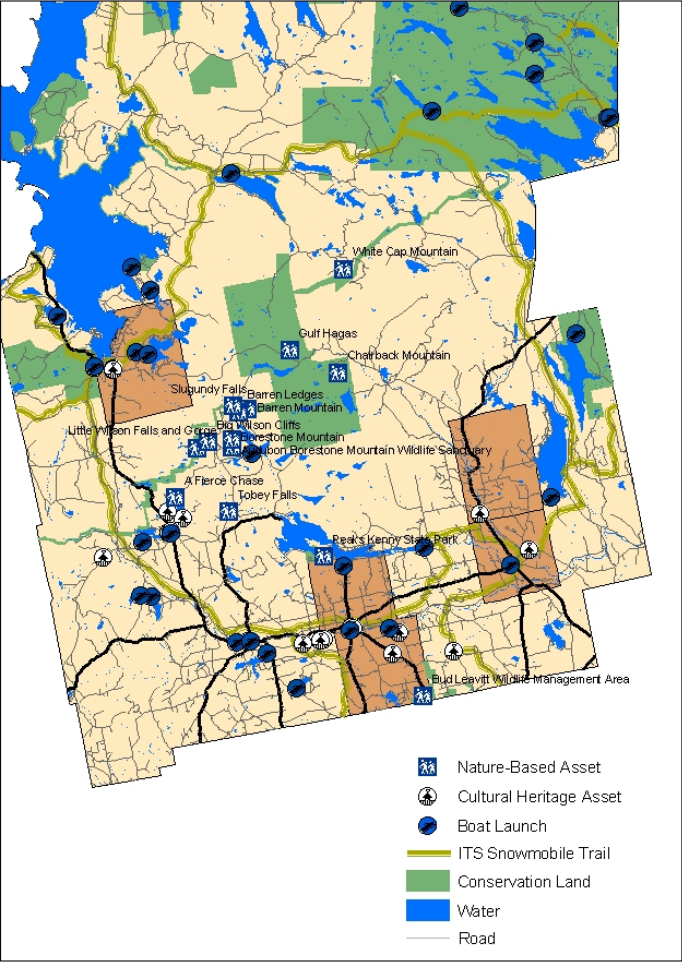 White Cap Mountain
Gulf Hagas
Chairback Mountain
Slugundy Falls
Barren Ledges
Barren Mountain
Big Wilson Cliffs
Little Wilson Falls and Gorge
Borestone Mountain
Borestone Mountain Wildlife Sanctuary
A Fierce Chase
Tobey Falls
Peaks Kenny State Park
Bud Leavitt Wildlife Management Area
Nature-Based Asset
Cultural Heritage Asset
Boat Launch
ITS Snowmobile Trail
Conservation Land
Water
Road